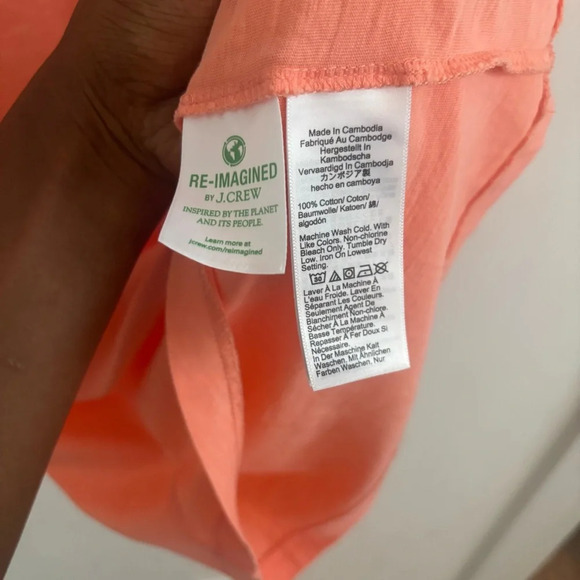 RE-IMAGINED
BY J.CREW
INSPIRED BY THE PLANET
AND ITS PEOPLE.
Learn more at
jcrew.com/reimagined
Made In Cambodia
Fabriqué Au Cambodge
Hergestellt In
Kambodscha
Vervaardigd In Cambodja
カンボジア製
hecho en camboya
100% Cotton/ Coton/
Baumwolle/ Katoen/ 綿/
algodón
Machine Wash Cold. With
Like Colors. Non-chlorine
Bleach Only. Tumble Dry
Low. Iron On Lowest
Setting.
30
Laver À La Machine À
L'eau Froide. Laver En
Séparant Les Couleurs.
Seulement Agent De
Blanchiment Non-chlore.
Sécher À La Machine À
Basse Température.
Repasser À Fer Doux Si
Nécessaire.
In Der Maschine Kalt
Waschen, Mit Ähnlichen
Farben Waschen. Nur